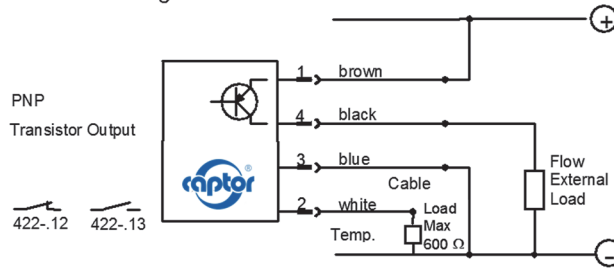 +
1 brown
PNP
4 black
Transistor Output
3 blue
captor®
Cable
Flow
External
Load
2 white
Load
Max
600 Ω
Temp.
422-.12 422-.13
-